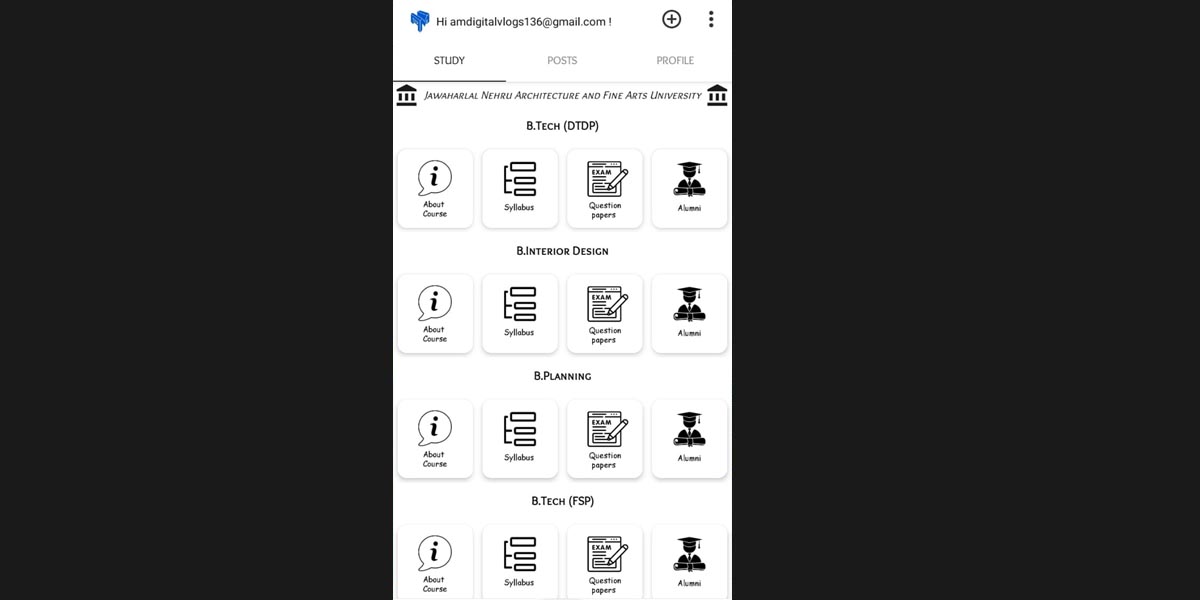 Hi amdigitalvlogs136@gmail.com !
STUDY POSTS PROFILE
Jawaharlal Nehru Architecture and Fine Arts University
B.Tech (DTDP)
About Course Syllabus EXAM Question papers Alumni
B.Interior Design
About Course Syllabus EXAM Question papers Alumni
B.Planning
About Course Syllabus EXAM Question papers Alumni
B.Tech (FSP)
About Course Syllabus EXAM Question papers Alumni